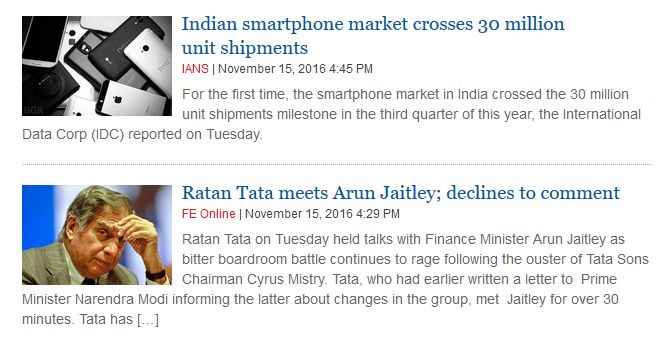 Indian smartphone market crosses 30 million
unit shipments
IANS | November 15, 2016 4:45 PM
For the first time, the smartphone market in India crossed the 30 million
unit shipments milestone in the third quarter of this year, the International
Data Corp (IDC) reported on Tuesday.
BGR
Ratan Tata meets Arun Jaitley; declines to comment
FE Online | November 15, 2016 4:29 PM
Ratan Tata on Tuesday held talks with Finance Minister Arun Jaitley as
bitter boardroom battle continues to rage following the ouster of Tata Sons
Chairman Cyrus Mistry. Tata, who had earlier written a letter to  Prime
Minister Narendra Modi informing the latter about changes in the group, met  Jaitley for over 30
minutes. Tata has […]